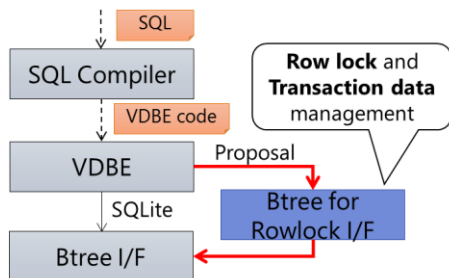 SQL
SQL Compiler
Row lock and
Transaction data
management
VDBE code
VDBE
Proposal
SQLite
Btree for
Rowlock I/F
Btree I/F